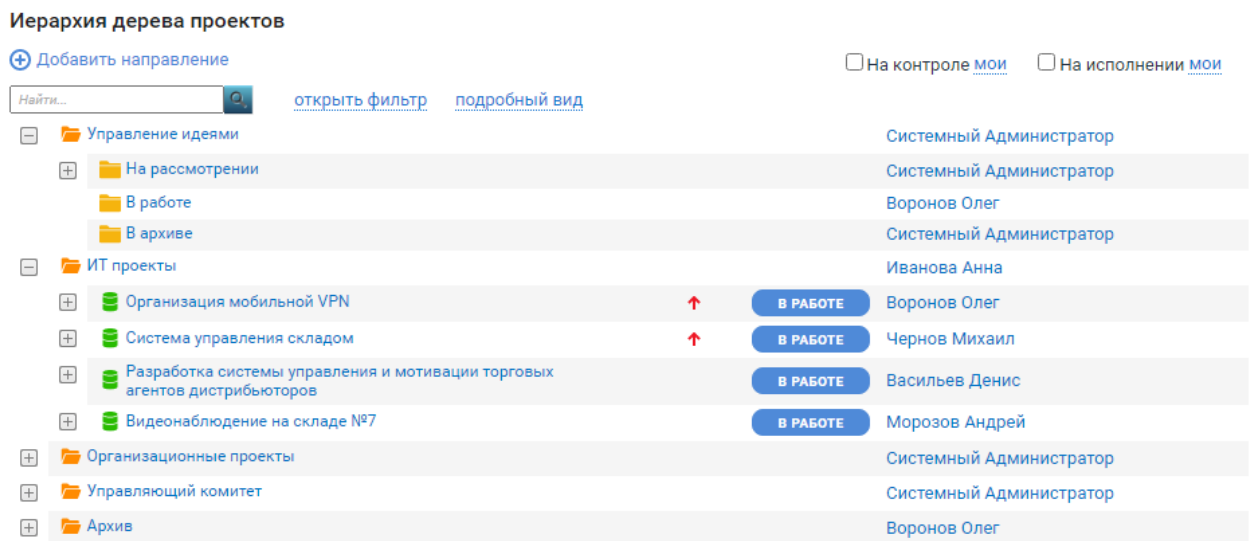 Иерархия дерева проектов
Добавить направление
На контроле мои На исполнении мои
Найти... открыть фильтр подробный вид
Управление идеями Системный Администратор
На рассмотрении Системный Администратор
В работе Воронов Олег
В архиве Системный Администратор
ИТ проекты Иванова Анна
Организация мобильной VPN В РАБОТЕ Воронов Олег
Система управления складом В РАБОТЕ Чернов Михаил
Разработка системы управления и мотивации торговых
агентов дистрибьюторов В РАБОТЕ Васильев Денис
Видеонаблюдение на складе №7 В РАБОТЕ Морозов Андрей
Организационные проекты Системный Администратор
Управляющий комитет Системный Администратор
Архив Воронов Олег